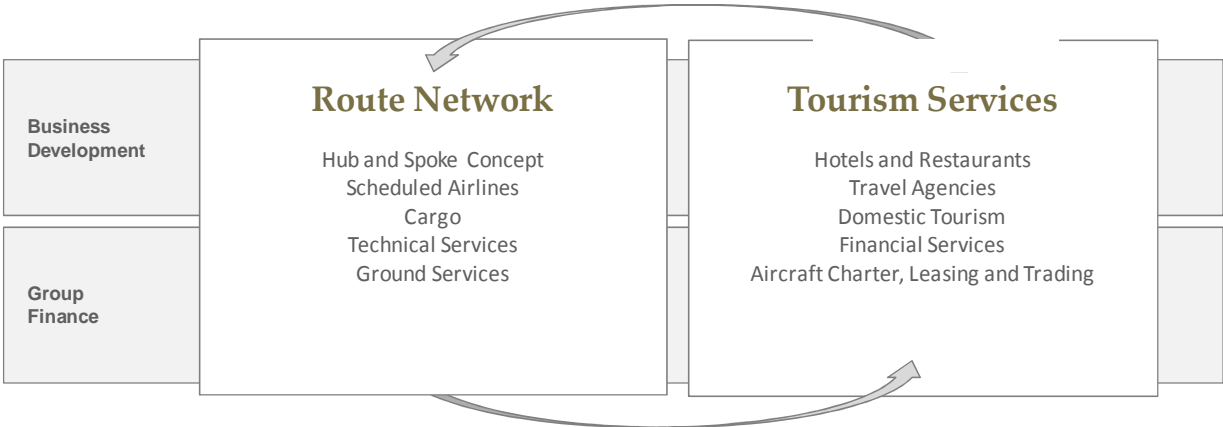 Business
Development
Group
Finance
Route Network
Hub and Spoke Concept
Scheduled Airlines
Cargo
Technical Services
Ground Services
Tourism Services
Hotels and Restaurants
Travel Agencies
Domestic Tourism
Financial Services
Aircraft Charter, Leasing and Trading